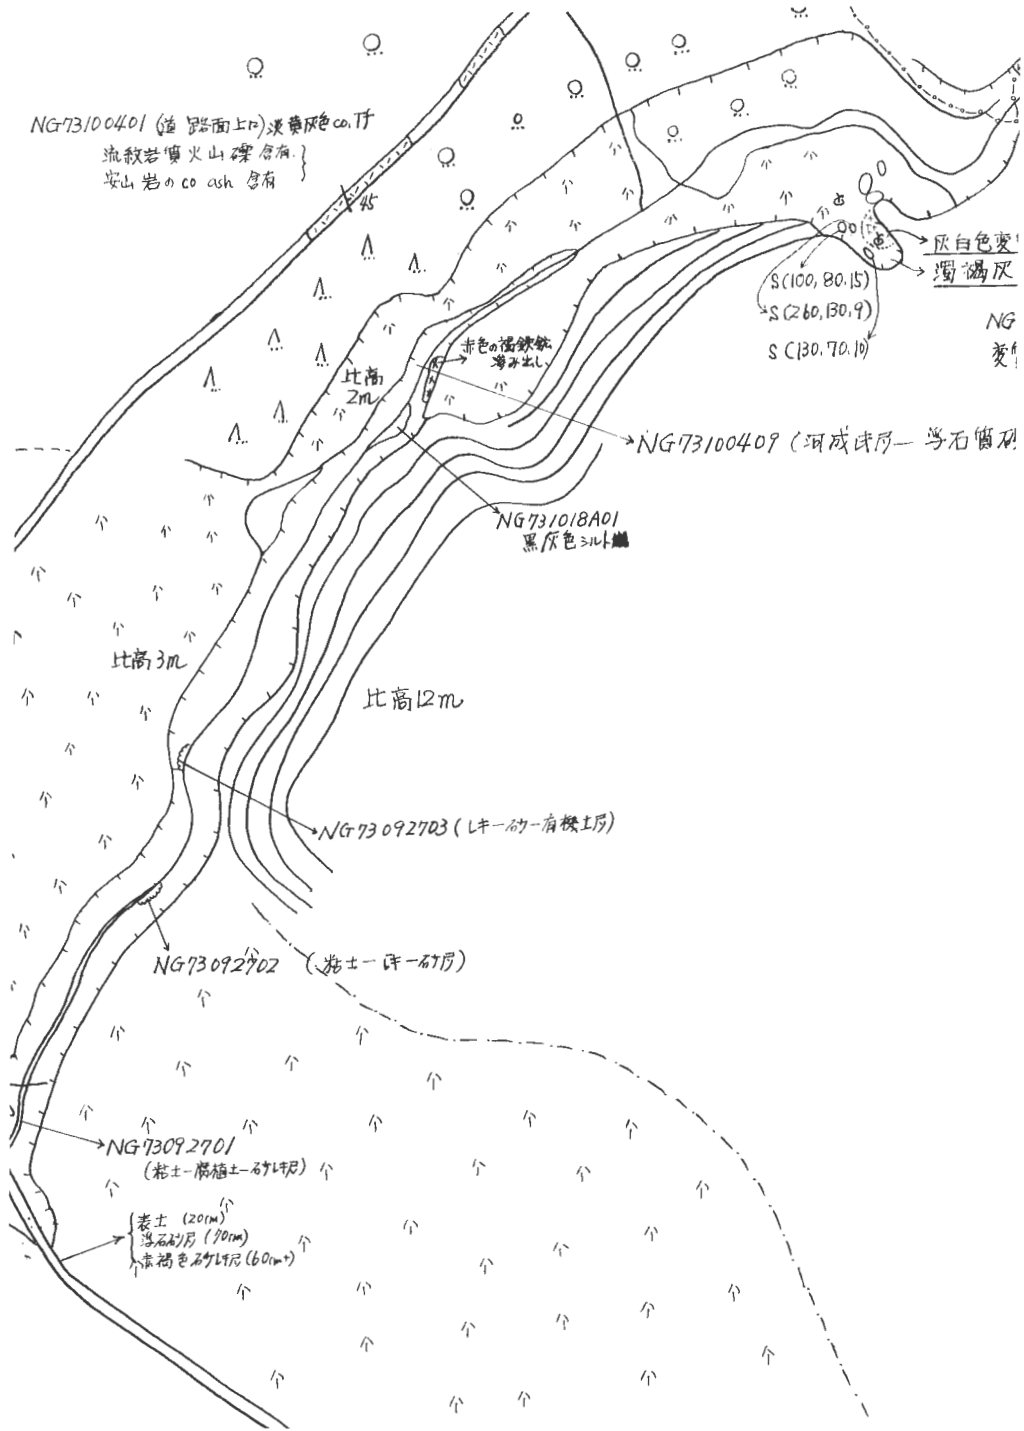 NG73100401 (道路面上に)淡黄灰色co.Tf
流紋岩質火山礫含有
安山岩のco ash 含有
45
灰白色変
濁褐灰
S(100,80,15)
S(260,130,9)
S(130,70,10)
NG
変
赤色の褐鉄鉱
滲み出し
比高
2m
NG73100409 (河成
浮石質砂
NG731018A01
黒灰色シルト
比高3m
比高12m
NG73092703 (レキ-砂-有機土層)
NG73092702 (粘土-レキ-砂層)
NG73092701
(粘土-腐植土-砂レキ層)
表土 (20cm)
浮石砂層 (70cm)
赤褐色砂レキ層 (60cm+)